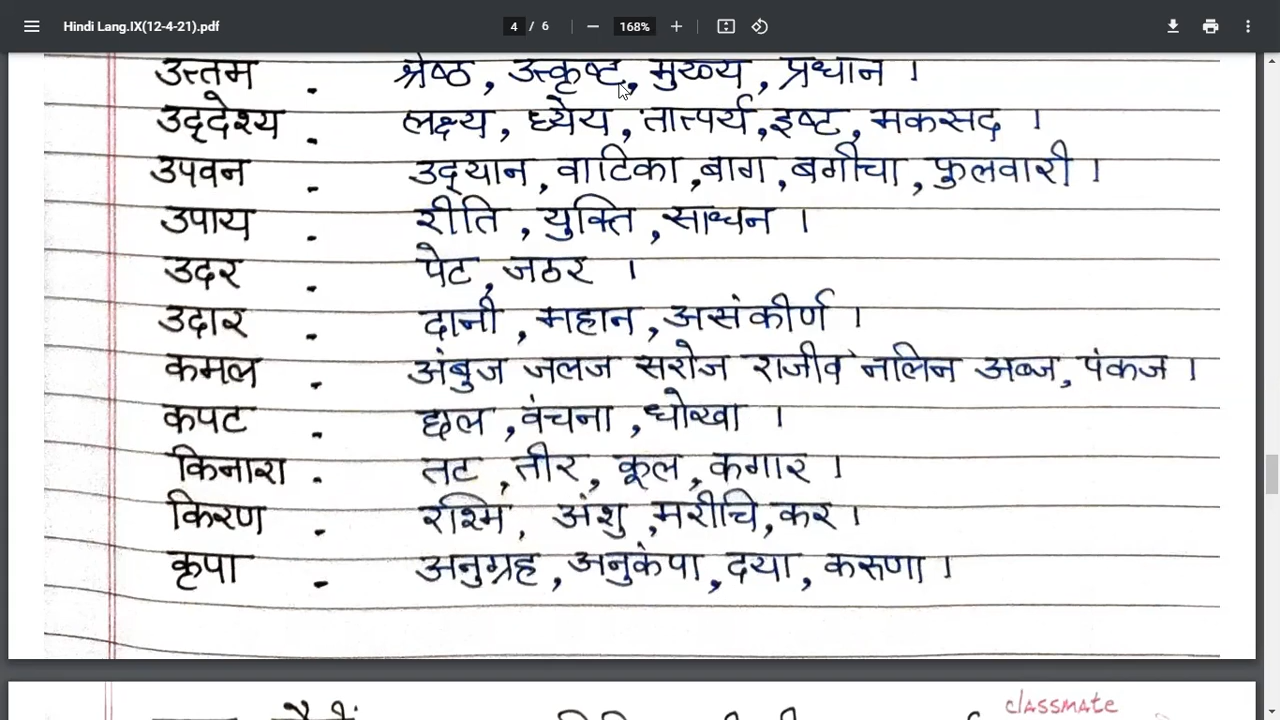 Hindi Lang.IX(12-4-21).pdf
4 / 6
168%
उत्तम . श्रेष्ठ , उत्कृष्ट, मुख्य , प्रधान ।
उद्देश्य . लक्ष्य , ध्येय , तात्पर्य , इष्ट , मकसद ।
उपवन . उद्यान , वाटिका , बाग , बगीचा , फुलवारी ।
उपाय . रीति , युक्ति , साधन ।
उदर . पेट , जठर ।
उदार . दानी , महान , असंकीर्ण ।
कमल . अंबुज जलज सरोज राजीव नलिन अब्ज , पंकज ।
कपट . छल , वंचना , धोखा ।
किनारा . तट , तीर , कूल , कगार ।
किरण . रश्मि , अंशु , मरीचि , कर ।
कृपा . अनुग्रह , अनुकंपा , दया , करुणा ।
classmate